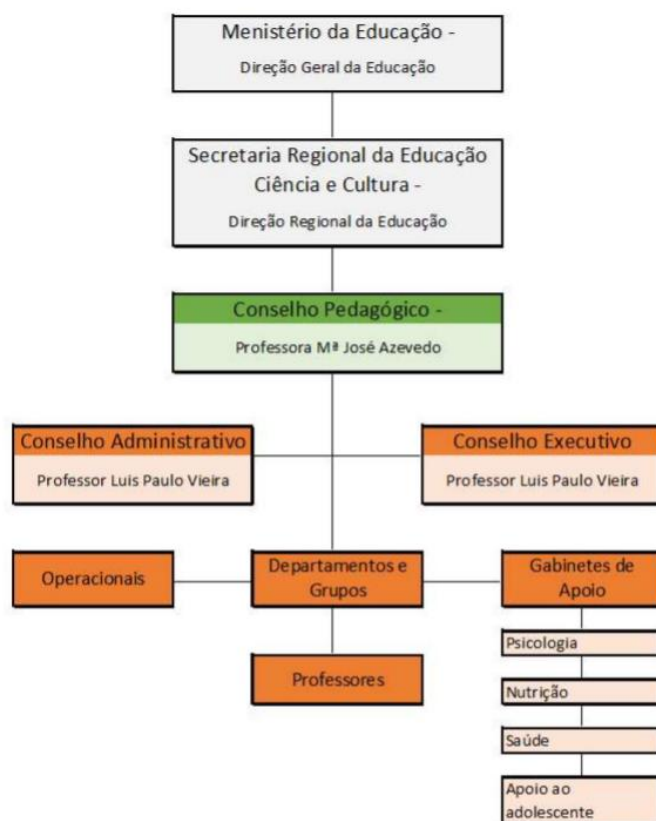 Menistério da Educação -
Direção Geral da Educação
Secretaria Regional da Educação
Ciência e Cultura -
Direção Regional da Educação
Conselho Pedagógico -
Professora Mª José Azevedo
Conselho Administrativo
Professor Luis Paulo Vieira
Conselho Executivo
Professor Luis Paulo Vieira
Operacionais
Departamentos e
Grupos
Gabinetes de
Apoio
Professores
Psicologia
Nutrição
Saúde
Apoio ao
adolescente